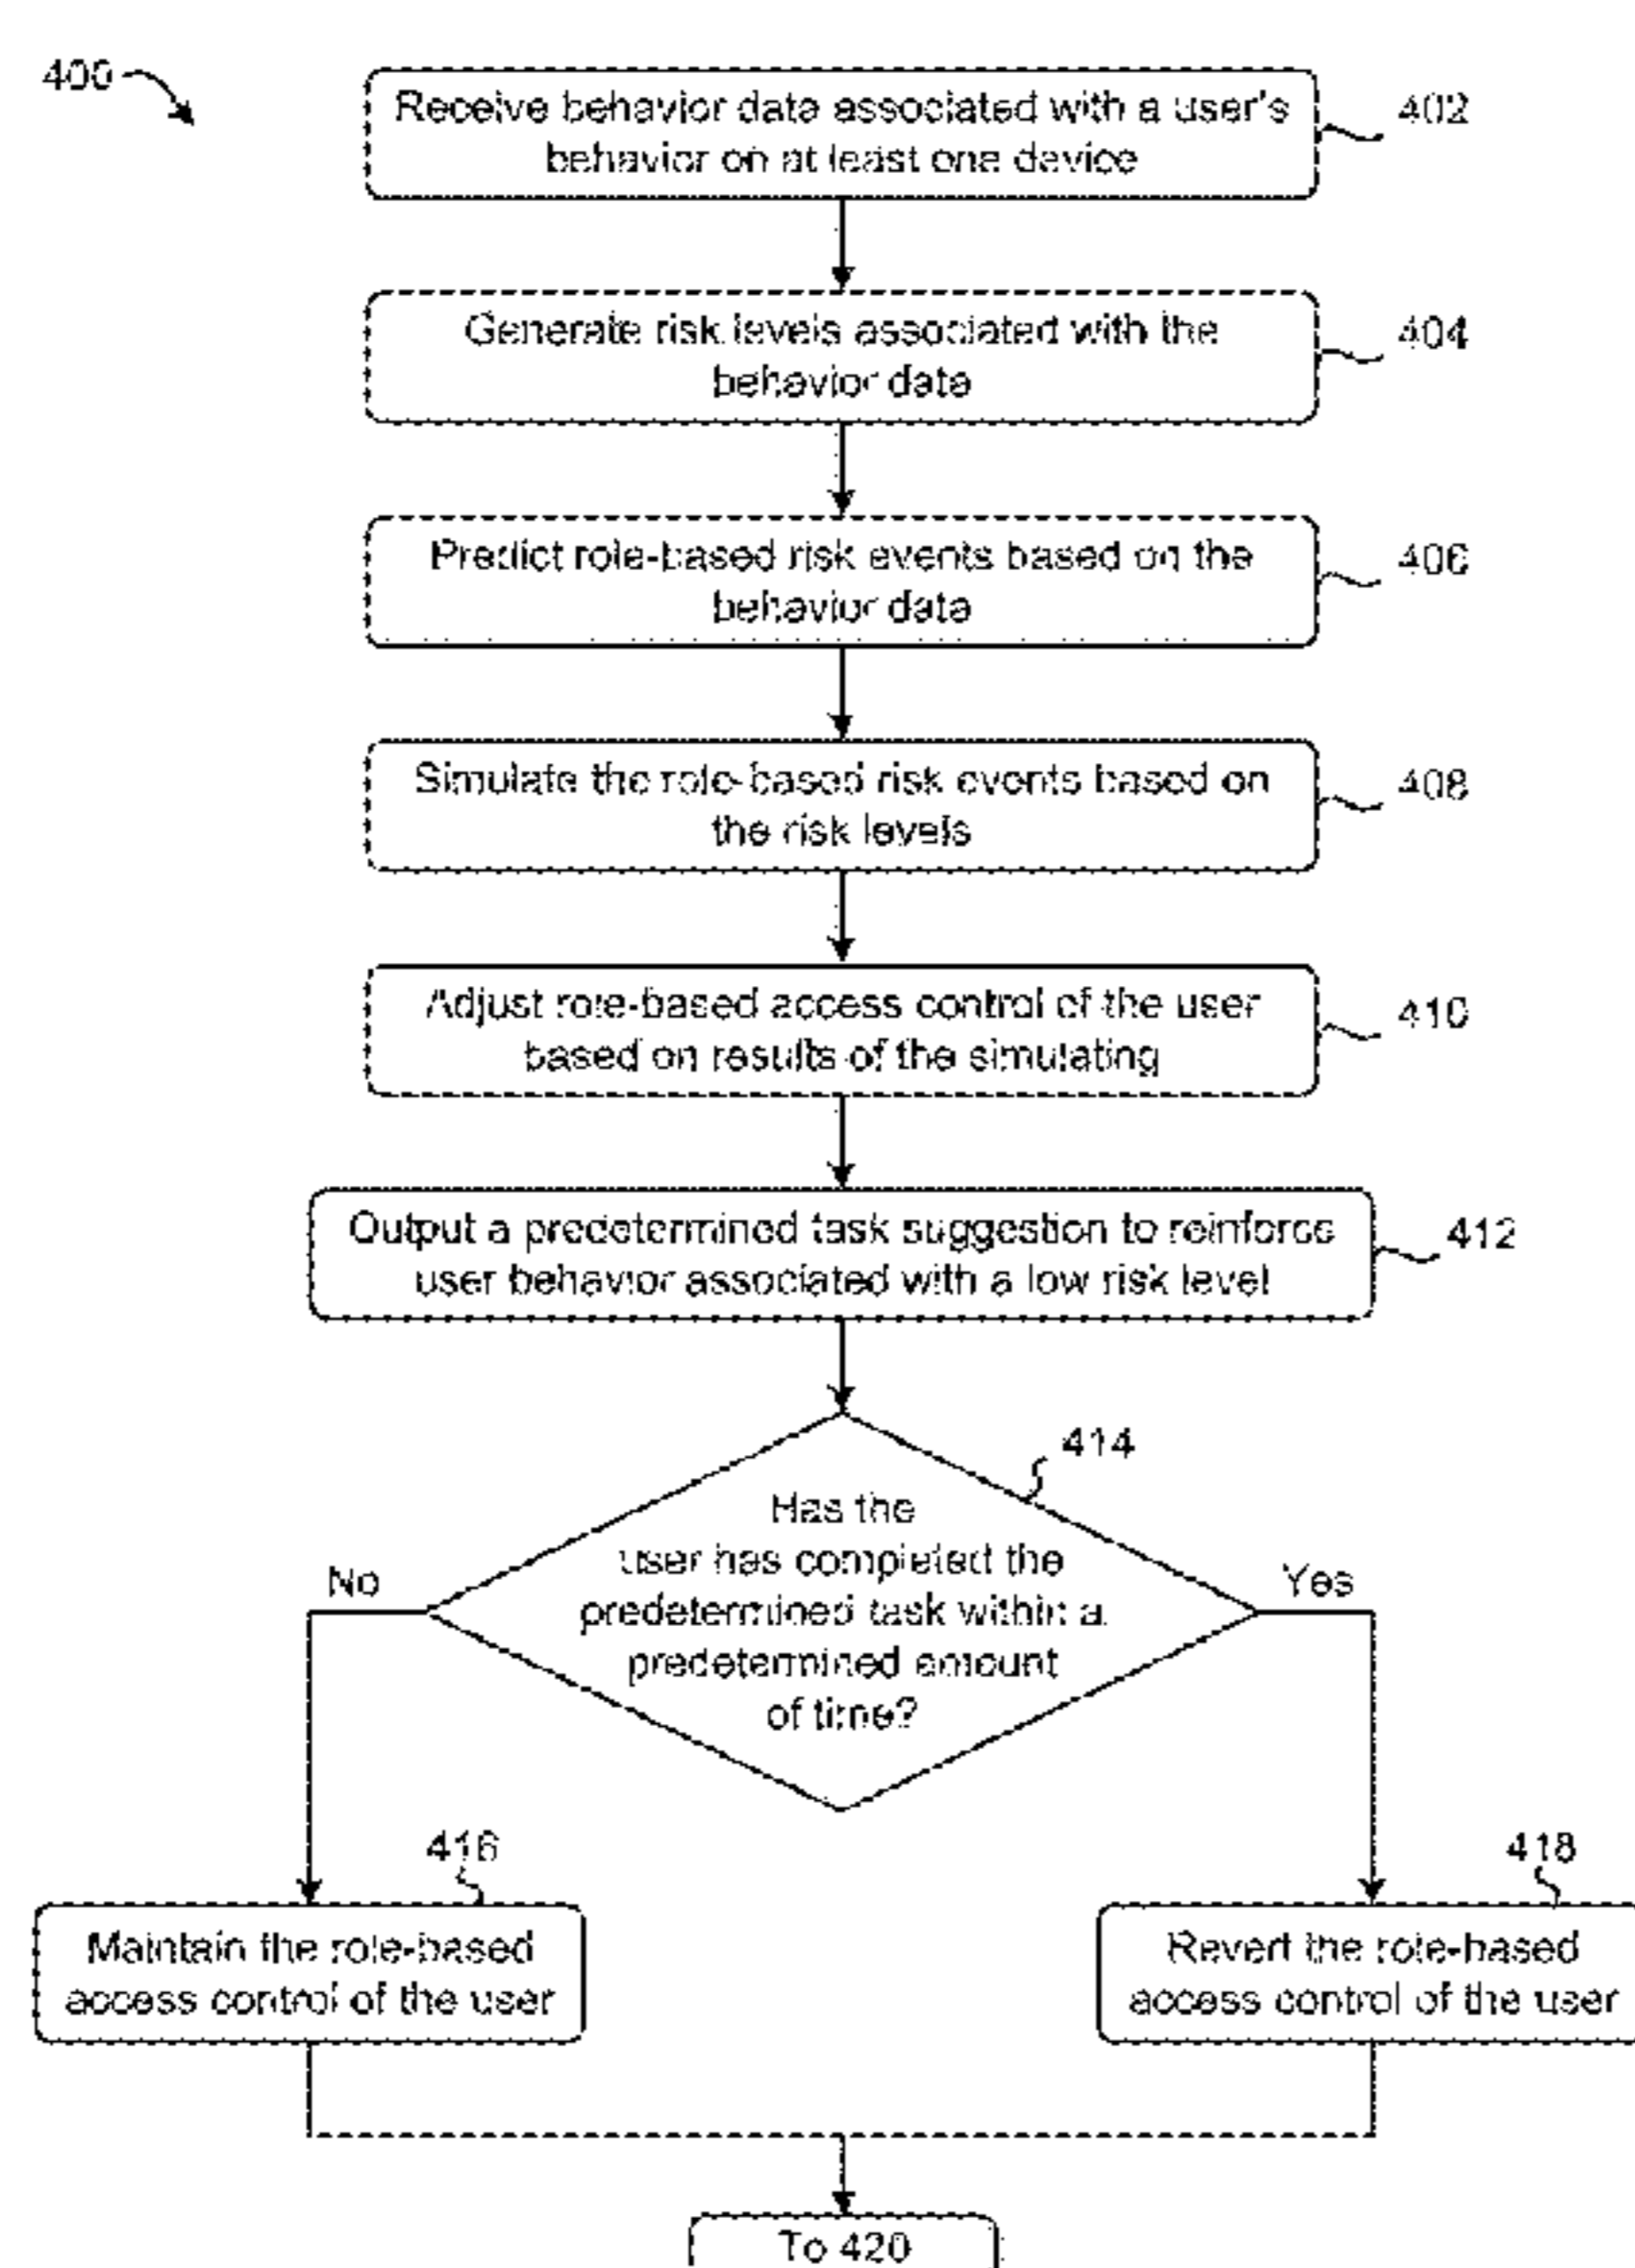 400
Receive behavior data associated with a user's
behavior on at least one device
402
Generate risk levels associated with the
behavior data
404
Predict role-based risk events based on the
behavior data
406
Simulate the role-based risk events based on
the risk levels
408
Adjust role-based access control of the user
based on results of the simulating
410
Output a predetermined task suggestion to reinforce
user behavior associated with a low risk level
412
414
Has the
user has completed the
predetermined task within a
predetermined amount
of time?
No
Yes
416
Maintain the role-based
access control of the user
418
Revert the role-based
access control of the user
To 420